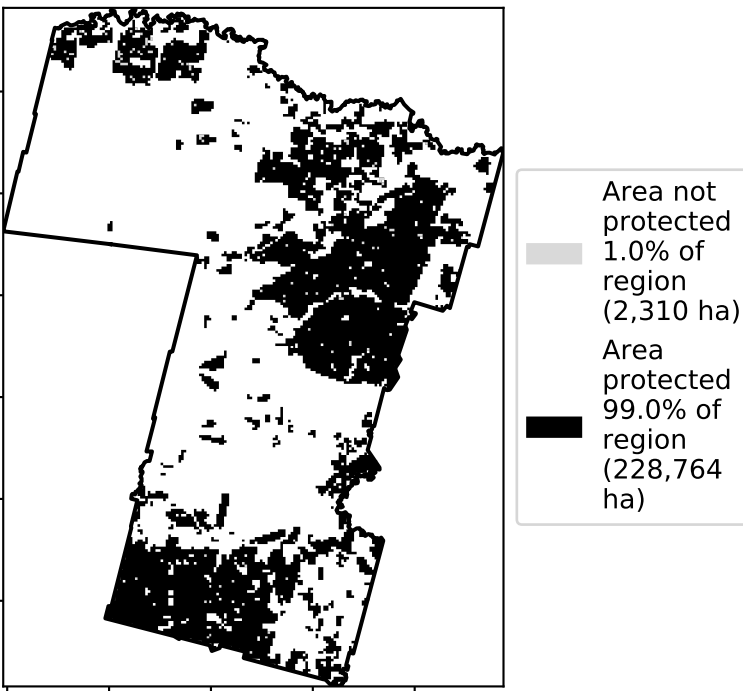 Area not
protected
1.0% of
region
(2,310 ha)
Area
protected
99.0% of
region
(228,764
ha)